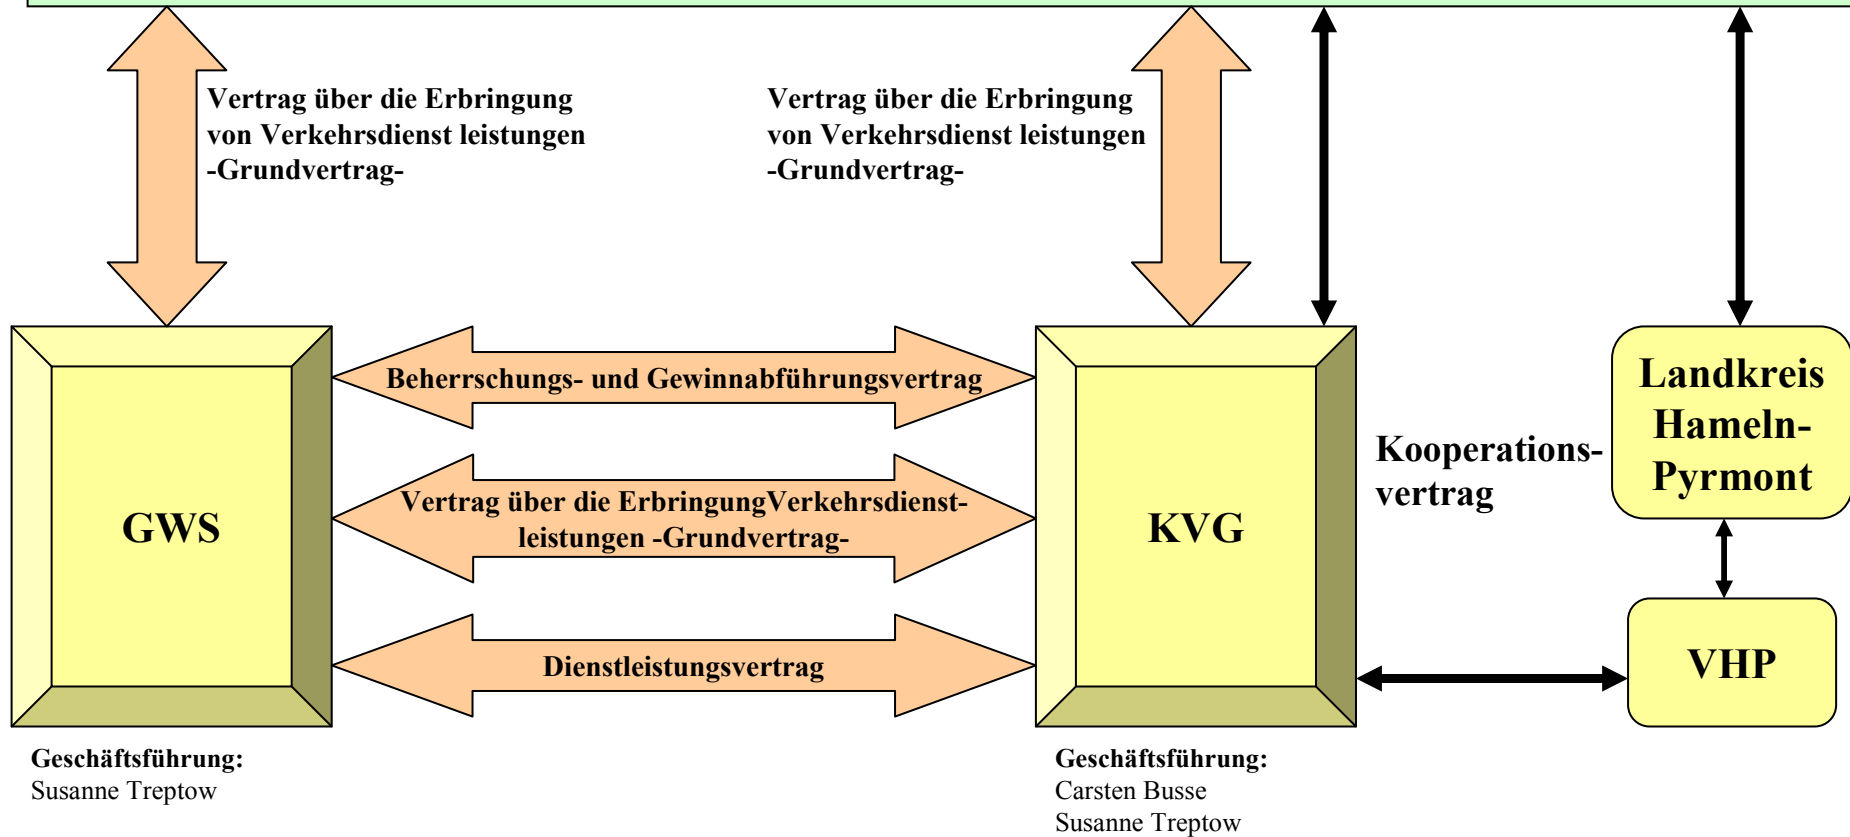 Vertrag über die Erbringung
von Verkehrsdienst leistungen
-Grundvertrag-
Vertrag über die Erbringung
von Verkehrsdienst leistungen
-Grundvertrag-
GWS
Beherrschungs- und Gewinnabführungsvertrag
Vertrag über die ErbringungVerkehrsdienst-
leistungen -Grundvertrag-
Dienstleistungsvertrag
KVG
Kooperations-
vertrag
Landkreis
Hameln-
Pyrmont
VHP
Geschäftsführung:
Susanne Treptow
Geschäftsführung:
Carsten Busse
Susanne Treptow